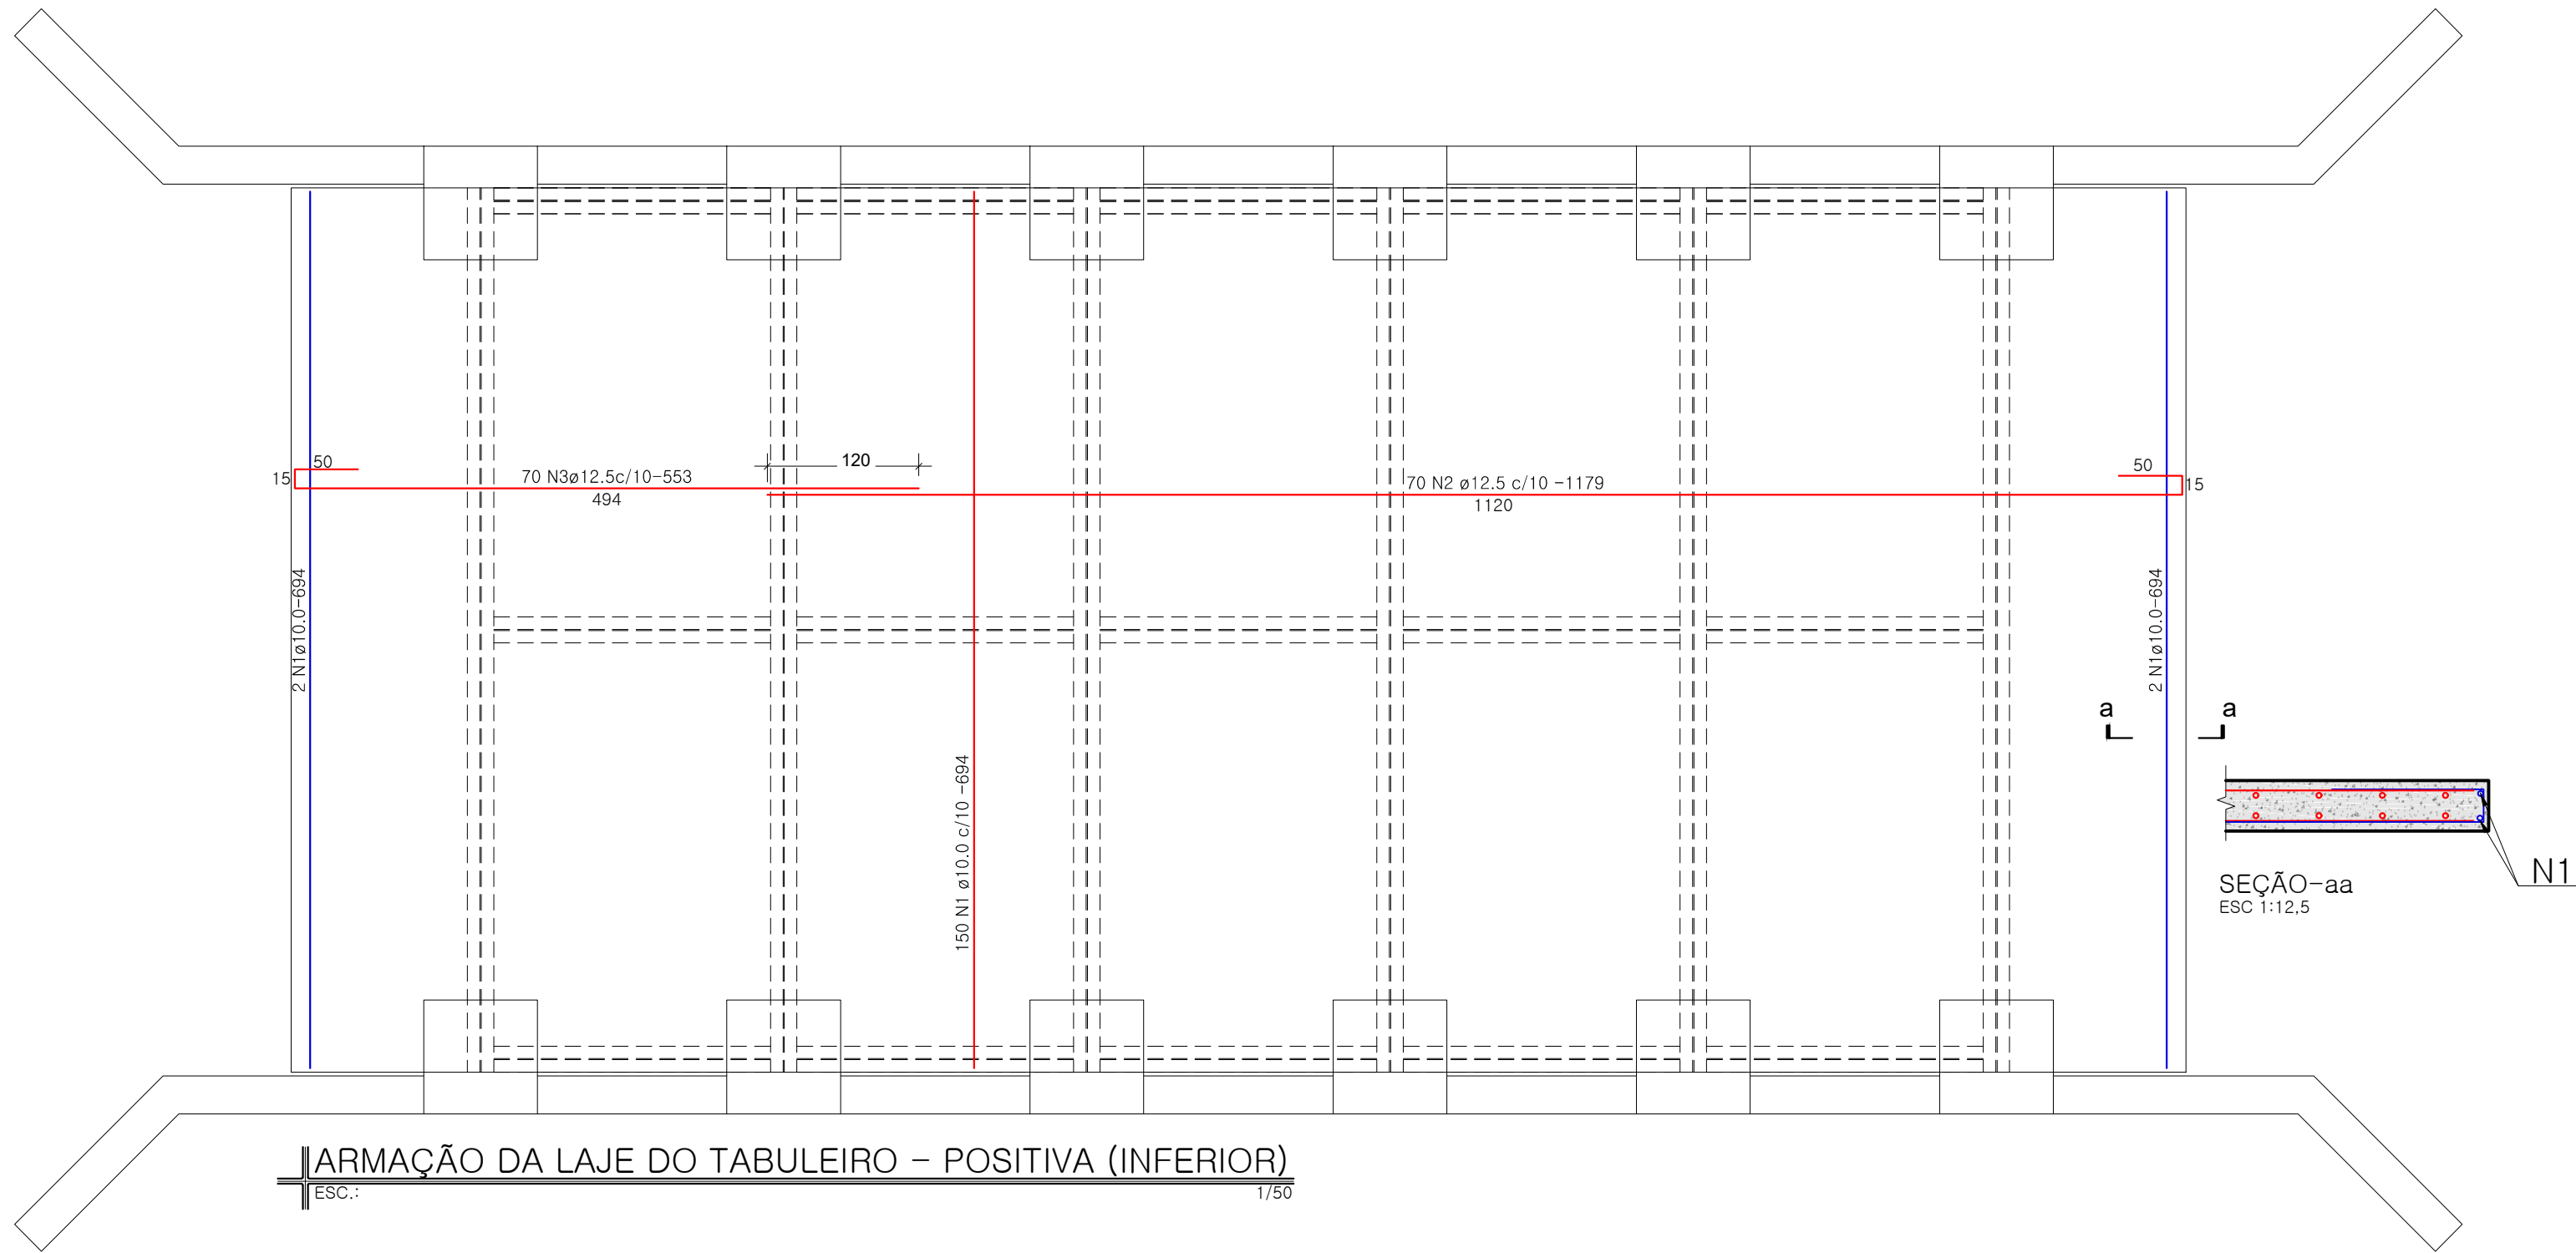 50
15
70 N3ø12.5c/10-553
494
120
70 N2 ø12.5 c/10 -1179
1120
50
15
2 N1ø10.0-694
150 N1 ø10.0 c/10 -694
2 N1ø10.0-694
a a
N1
SEÇÃO-aa
ESC 1:12,5
ARMAÇÃO DA LAJE DO TABULEIRO - POSITIVA (INFERIOR)
ESC.: 1/50